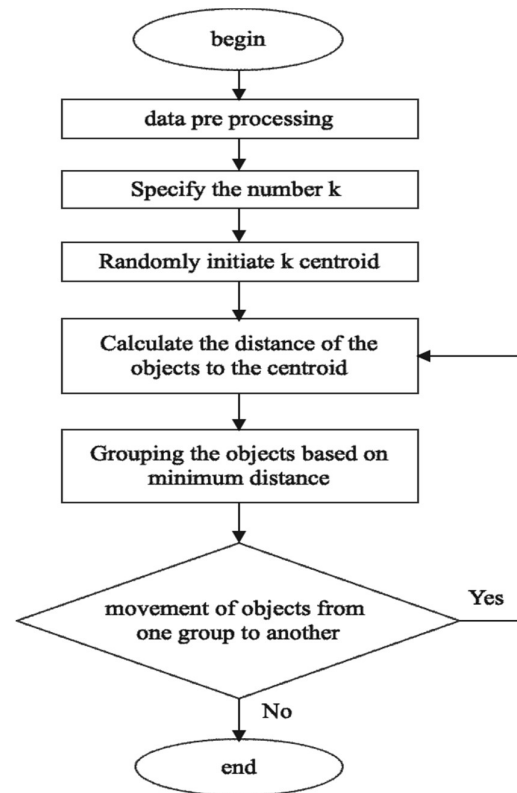 begin
data pre processing
Specify the number k
Randomly initiate k centroid
Calculate the distance of the
objects to the centroid
Grouping the objects based on
minimum distance
movement of objects from
one group to another
Yes
No
end